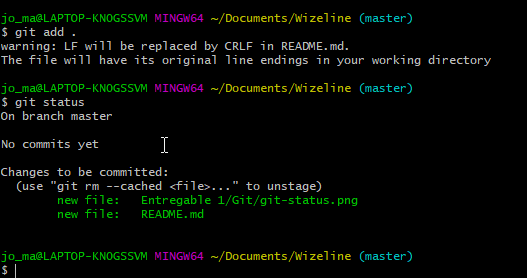 jo_ma@LAPTOP-KNOGSSVM MINGW64 ~/Documents/Wizeline (master)
$ git add .
warning: LF will be replaced by CRLF in README.md.
The file will have its original line endings in your working directory

jo_ma@LAPTOP-KNOGSSVM MINGW64 ~/Documents/Wizeline (master)
$ git status
On branch master

No commits yet

Changes to be committed:
  (use "git rm --cached <file>..." to unstage)
        new file:   Entregable 1/Git/git-status.png
        new file:   README.md


jo_ma@LAPTOP-KNOGSSVM MINGW64 ~/Documents/Wizeline (master)
$